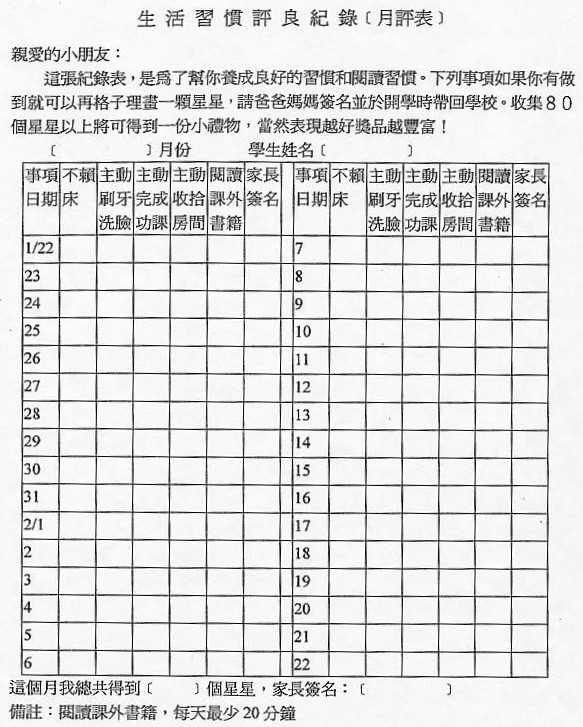 生活習慣評良紀錄〔月評表〕
親愛的小朋友：
這張紀錄表，是為了幫你養成良好的習慣和閱讀習慣。下列事項如果你有做
到就可以再格子理畫一顆星星，請爸爸媽媽簽名並於開學時帶回學校。收集８０
個星星以上將可得到一份小禮物，當然表現越好獎品越豐富！
〔　　　　〕月份　　　學生姓名〔　　　　〕
事項 不賴 主動 主動 主動 閱讀 家長 事項 不賴 主動 主動 主動 閱讀 家長
日期 床 刷牙 完成 收拾 課外 簽名 日期 床 刷牙 完成 收拾 課外 簽名
洗臉 功課 房間 書籍 洗臉 功課 房間 書籍
1/22 7
23 8
24 9
25 10
26 11
27 12
28 13
29 14
30 15
31 16
2/1 17
2 18
3 19
4 20
5 21
6 22
這個月我總共得到〔　　〕個星星，家長簽名：〔　　　　〕
備註：閱讀課外書籍，每天最少 20 分鐘